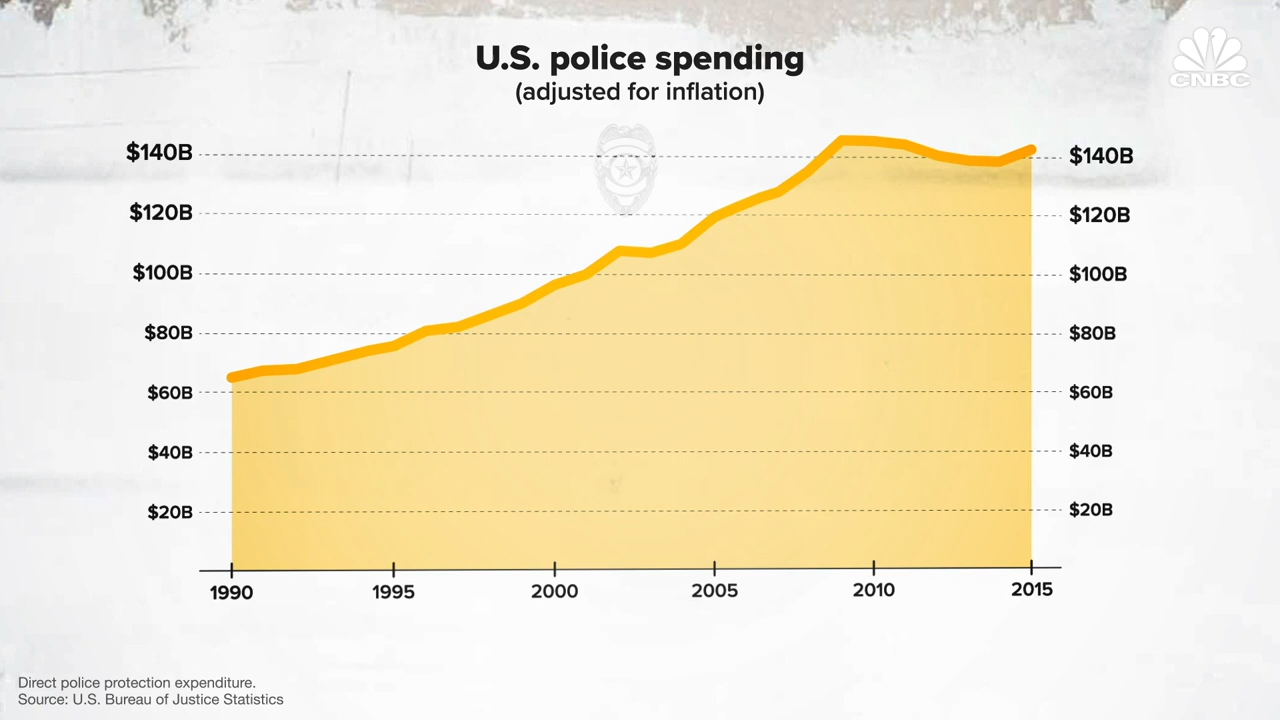 U.S. police spending
(adjusted for inflation)
CNBC
$140B
$140B
$120B
$120B
$100B
$100B
$80B
$80B
$60B
$60B
$40B
$40B
$20B
$20B
1990 1995 2000 2005 2010 2015
Direct police protection expenditure.
Source: U.S. Bureau of Justice Statistics